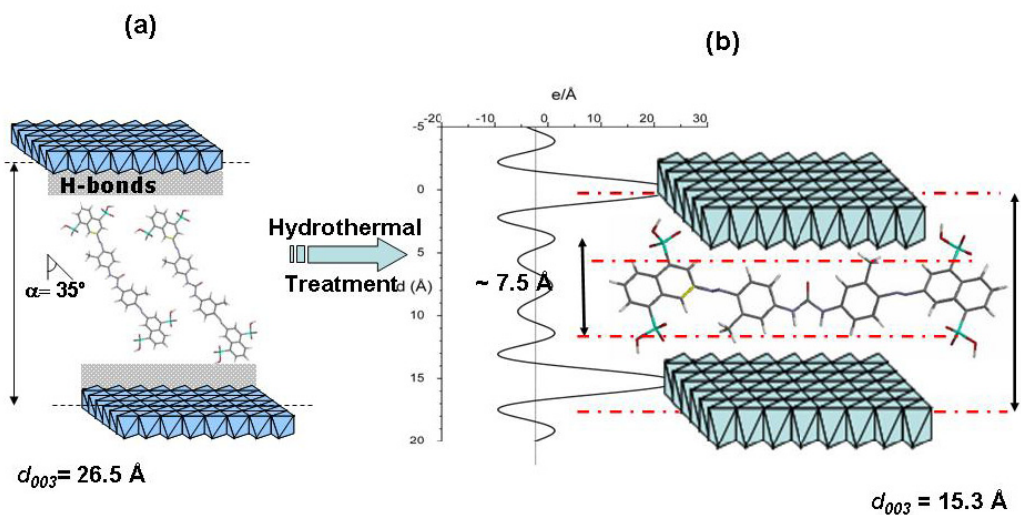 (a)
(b)
e/Å
-20 -10 0 10 20 30
-5
0
5
10
15
20
d (Å)
H-bonds
α= 35°
Hydrothermal
Treatment
~ 7.5 Å
d003= 26.5 Å
d003 = 15.3 Å